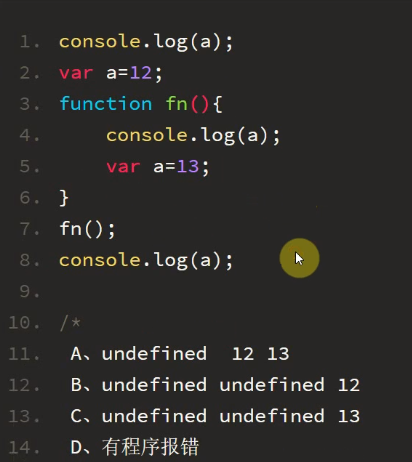 1. console.log(a);
2. var a=12;
3. function fn(){
4.     console.log(a);
5.     var a=13;
6. }
7. fn();
8. console.log(a);
9.
10. /*
11.  A、undefined  12 13
12.  B、undefined undefined 12
13.  C、undefined undefined 13
14.  D、有程序报错